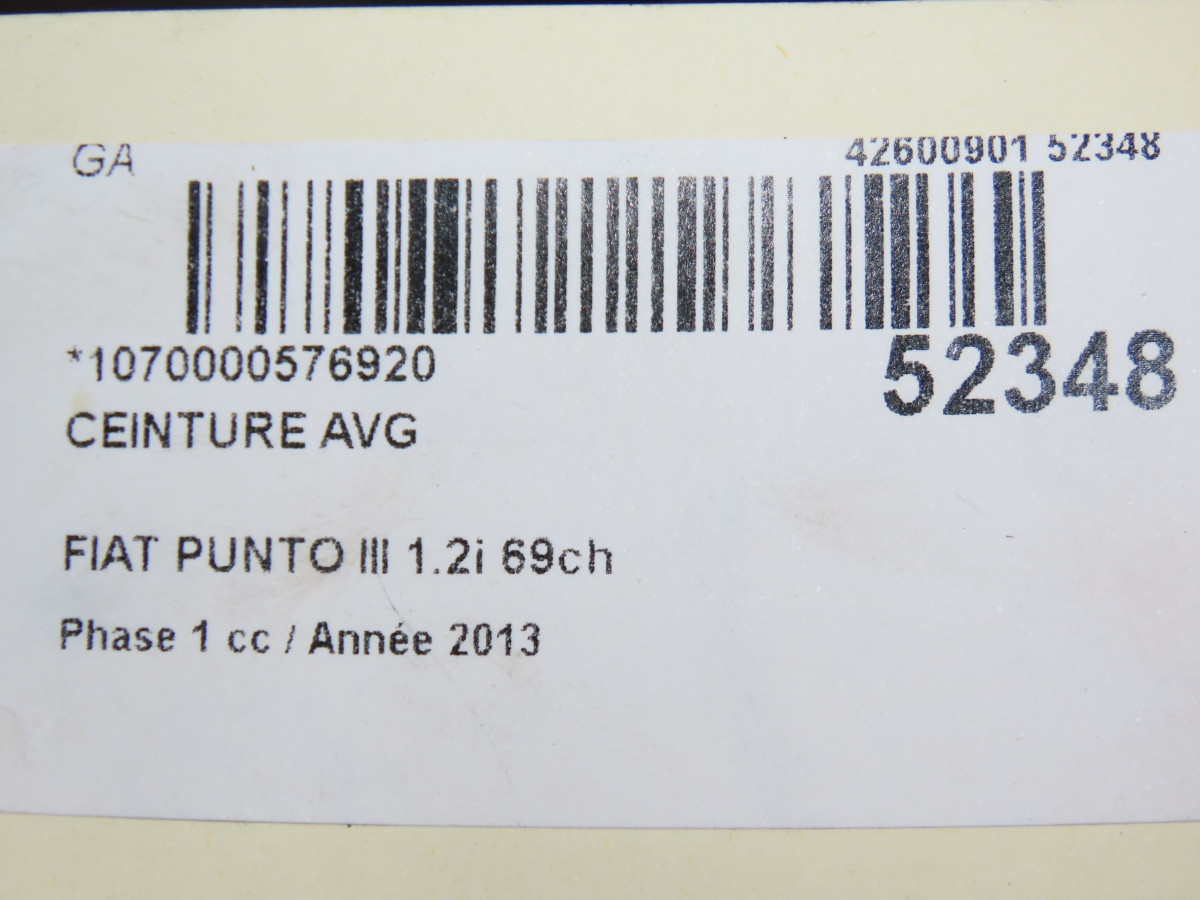 GA 42600901 52348
*1070000576920
52348
CEINTURE AVG
FIAT PUNTO III 1.2i 69ch
Phase 1 cc / Année 2013